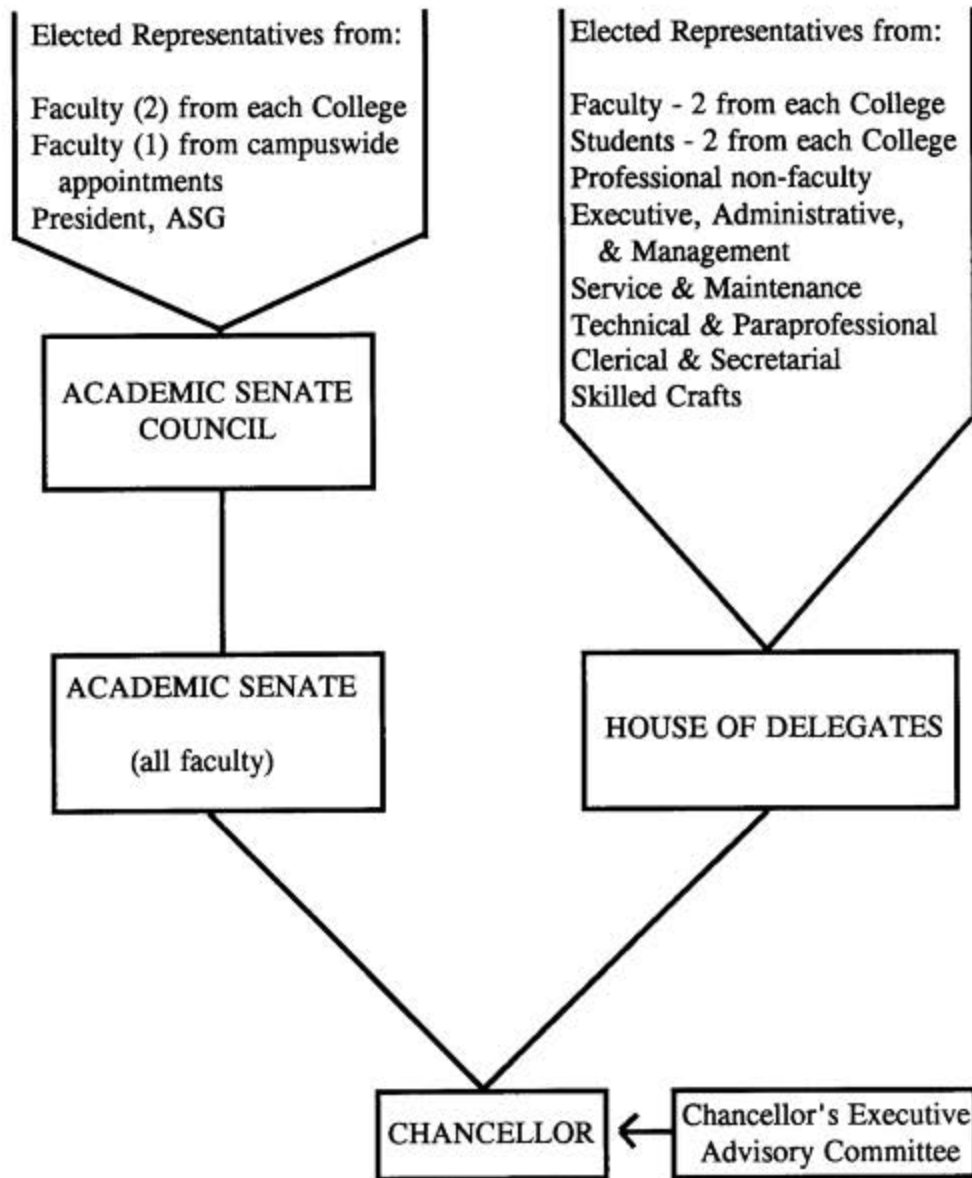 Elected Representatives from:
Faculty (2) from each College
Faculty (1) from campuswide
appointments
President, ASG
ACADEMIC SENATE
COUNCIL
ACADEMIC SENATE
(all faculty)
Elected Representatives from:
Faculty - 2 from each College
Students - 2 from each College
Professional non-faculty
Executive, Administrative,
& Management
Service & Maintenance
Technical & Paraprofessional
Clerical & Secretarial
Skilled Crafts
HOUSE OF DELEGATES
CHANCELLOR
Chancellor's Executive
Advisory Committee